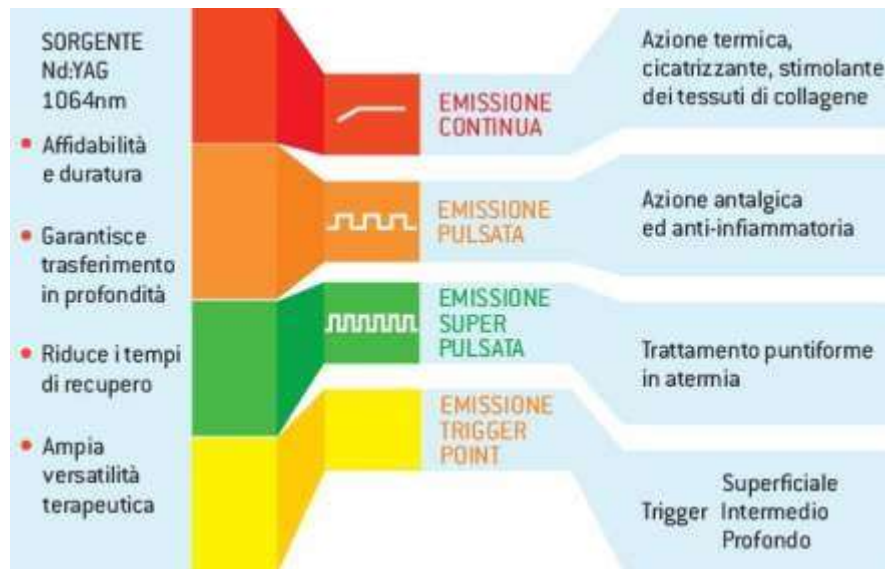 SORGENTE
Nd:YAG
1064nm
Affidabilità
e duratura
Garantisce
trasferimento
in profondità
Riduce i tempi
di recupero
Ampia
versatilità
terapeutica
EMISSIONE
CONTINUA
EMISSIONE
PULSATA
EMISSIONE
SUPER
PULSATA
EMISSIONE
TRIGGER
POINT
Azione termica,
cicatrizzante, stimolante
dei tessuti di collagene
Azione antalgica
ed anti-infiammatoria
Trattamento puntiforme
in atermia
Trigger
Superficiale
Intermedio
Profondo